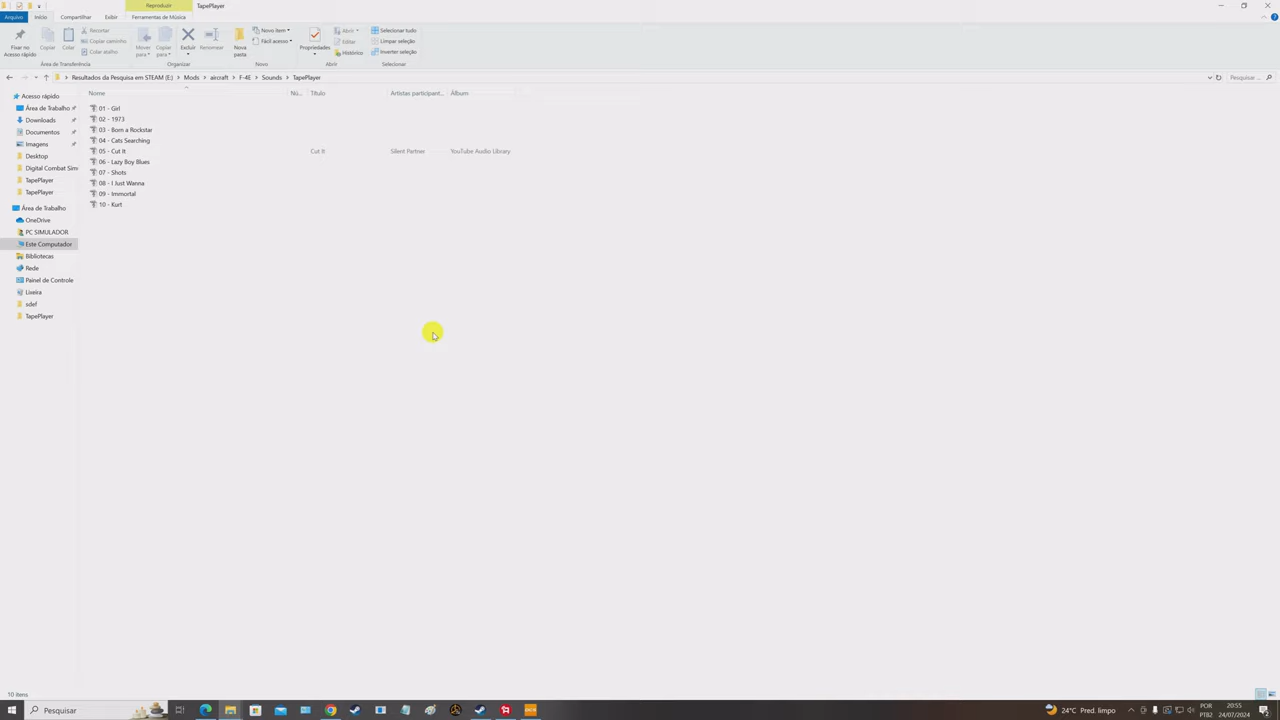 Reproduzir
TapePlayer
Arquivo
Início
Compartilhar
Exibir
Ferramentas de Música
Fixar no Acesso rápido
Copiar
Colar
Recortar
Copiar caminho
Colar atalho
Área de Transferência
Mover para
Copiar para
Excluir
Renomear
Organizar
Nova pasta
Novo item
Fácil acesso
Novo
Propriedades
Abrir
Editar
Histórico
Abrir
Selecionar tudo
Limpar seleção
Inverter seleção
Selecionar
Resultados da Pesquisa em STEAM (E:) > Mods > aircraft > F-4E > Sounds > TapePlayer
Pesquisar ...
Nome
Nú...
Título
Artistas participant...
Álbum
01 - Girl
02 - 1973
03 - Born a Rockstar
04 - Cats Searching
05 - Cut It
Cut It
Silent Partner
YouTube Audio Library
06 - Lazy Boy Blues
07 - Shots
08 - I Just Wanna
09 - Immortal
10 - Kurt
Acesso rápido
Área de Trabalho
Downloads
Documentos
Imagens
Desktop
Digital Combat Sim
TapePlayer
TapePlayer
Área de Trabalho
OneDrive
PC SIMULADOR
Este Computador
Bibliotecas
Rede
Painel de Controle
Lixeira
sdef
TapePlayer
10 itens
Pesquisar
24°C Pred. limpo
POR
PTB2
20:55
24/07/2024